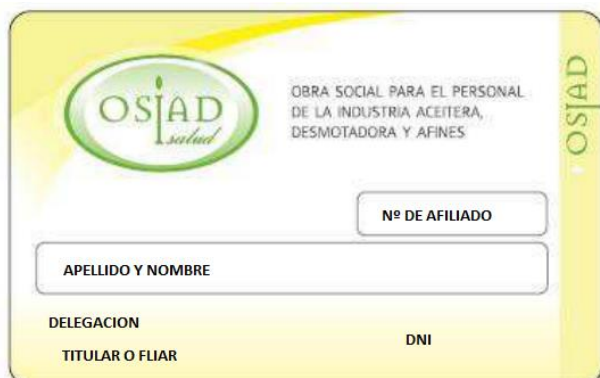 OSIAD
salud
OBRA SOCIAL PARA EL PERSONAL
DE LA INDUSTRIA ACEITERA,
DESMOTADORA Y AFINES
OSIAD
Nº DE AFILIADO
APELLIDO Y NOMBRE
DELEGACION
DNI
TITULAR O FLIAR